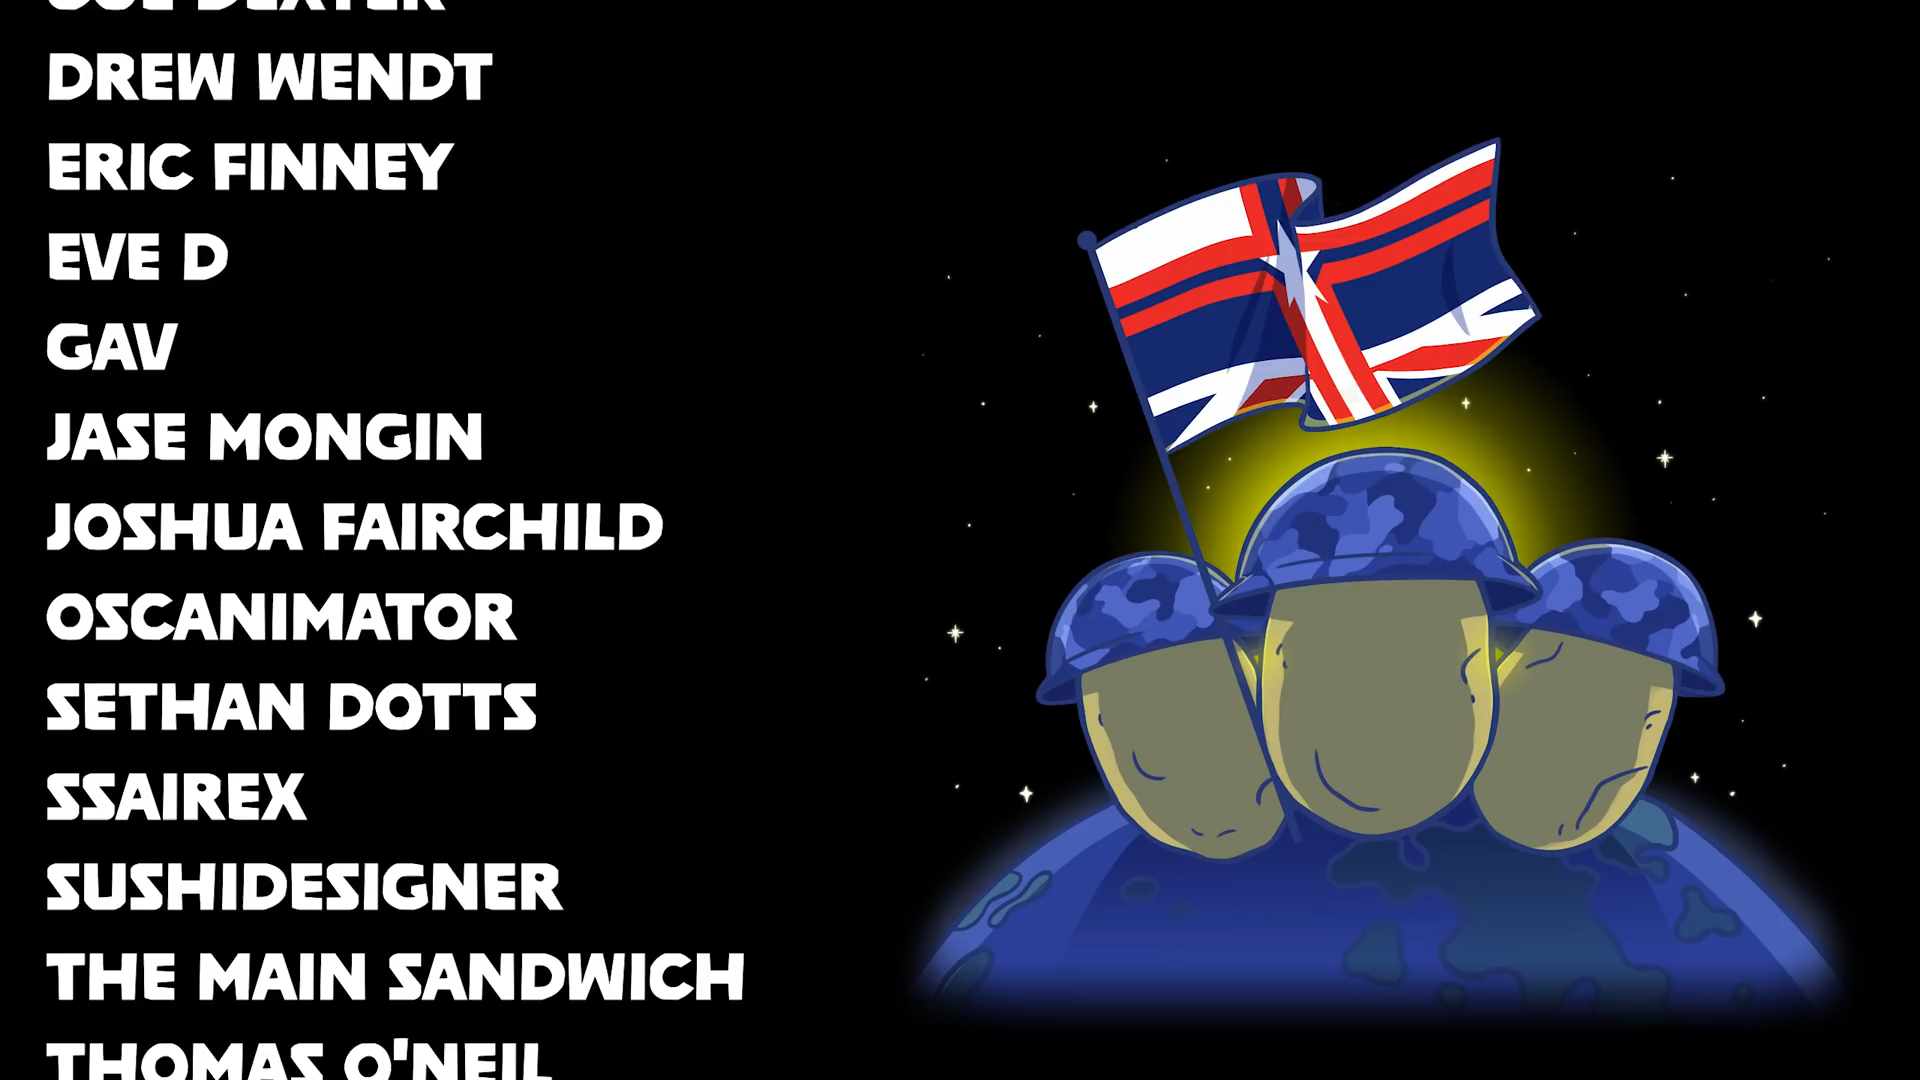 DEXTER
DREW WENDT
ERIC FINNEY
EVE D
GAV
JASE MONGIN
JOSHUA FAIRCHILD
OSCANIMATOR
SETHAN DOTTS
SSAIREX
SUSHIDESIGNER
THE MAIN SANDWICH
THOMAS O'NEIL